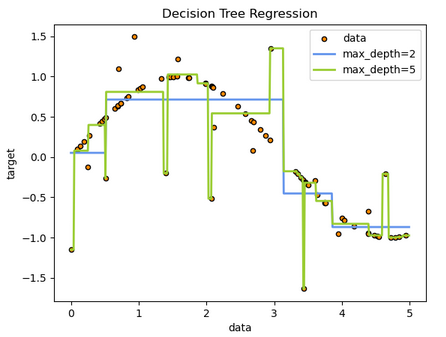 Decision Tree Regression
data
max_depth=2
max_depth=5
target
1.5
1.0
0.5
0.0
−0.5
−1.0
−1.5
0
1
2
3
4
5
data